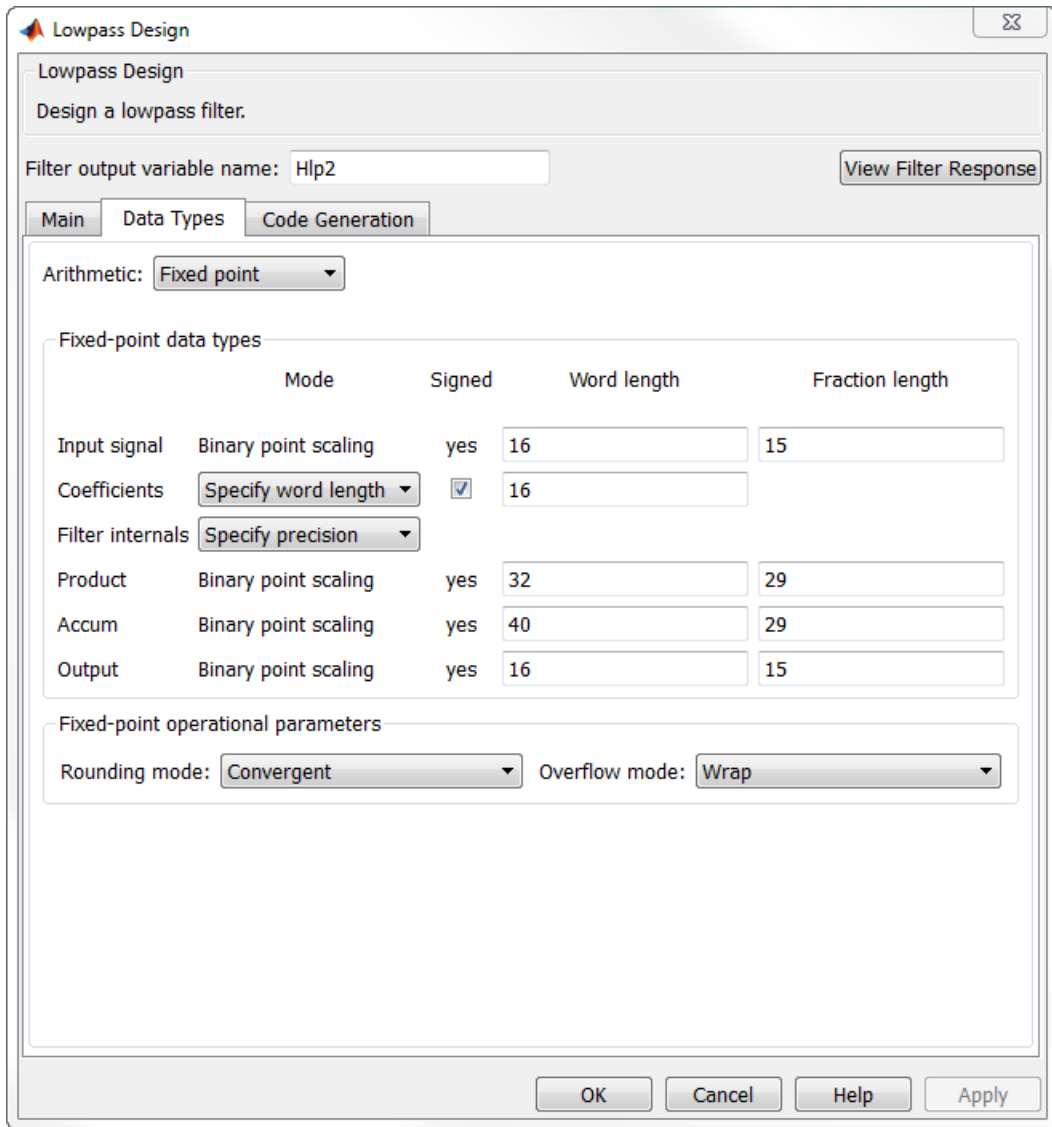 Lowpass Design
Lowpass Design
Design a lowpass filter.
Filter output variable name: Hlp2 View Filter Response
Main Data Types Code Generation
Arithmetic: Fixed point
Fixed-point data types
Mode Signed Word length Fraction length
Input signal Binary point scaling yes 16 15
Coefficients Specify word length 16
Filter internals Specify precision
Product Binary point scaling yes 32 29
Accum Binary point scaling yes 40 29
Output Binary point scaling yes 16 15
Fixed-point operational parameters
Rounding mode: Convergent Overflow mode: Wrap
OK Cancel Help Apply